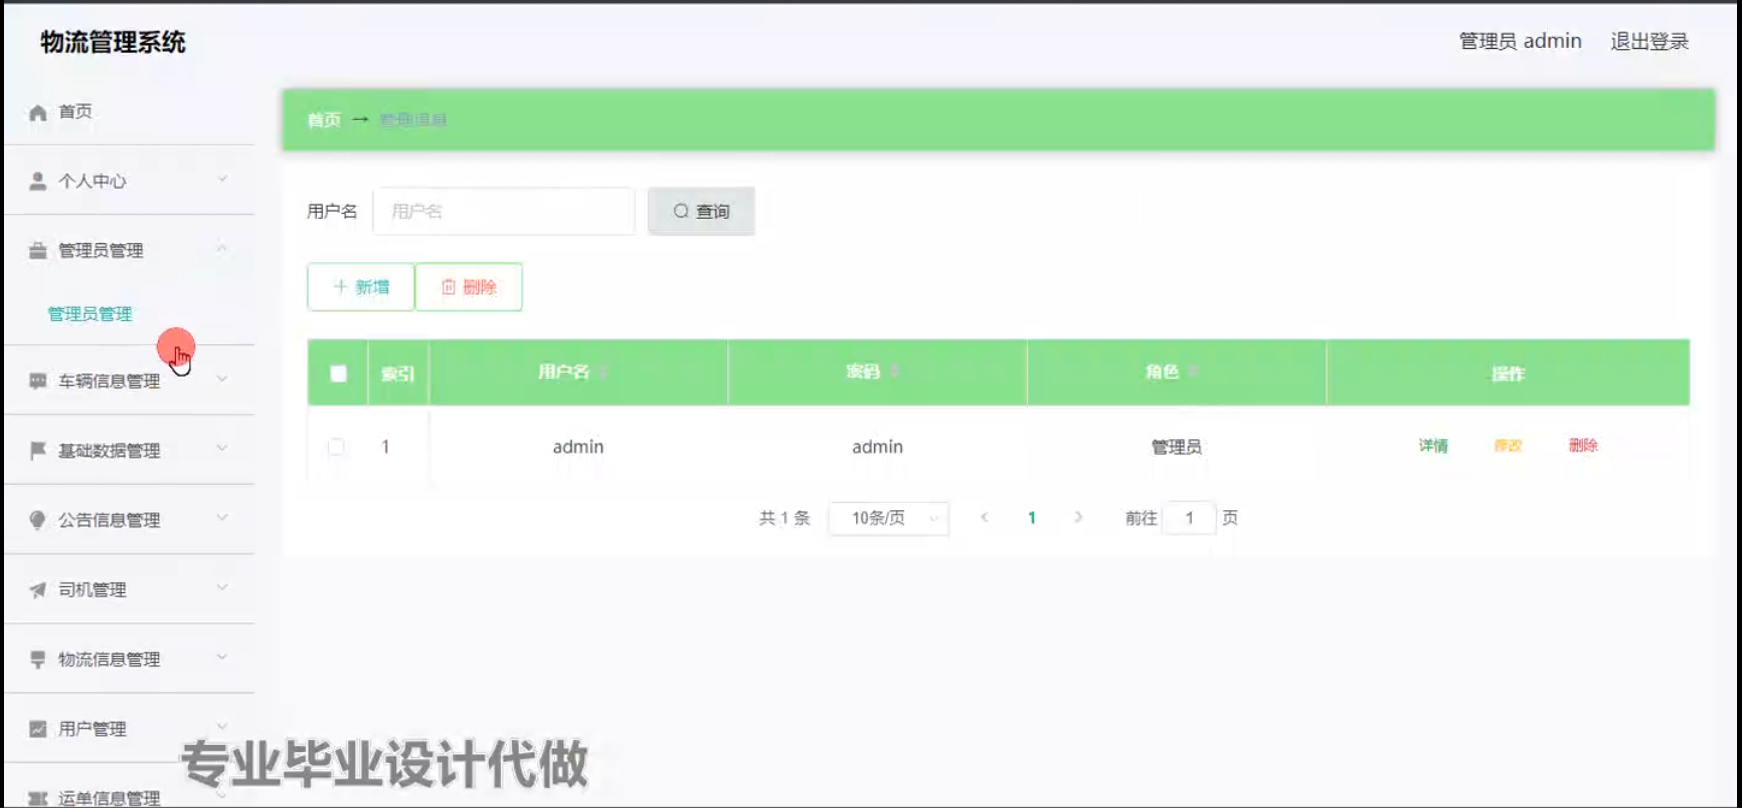 物流管理系统
管理员 admin 退出登录
首页
个人中心
管理员管理
管理员管理
车辆信息管理
基础数据管理
公告信息管理
司机管理
物流信息管理
用户管理
运单信息管理
首页 →
用户名 用户名 查询
新增 删除
索引 用户名 密码 角色 操作
1 admin admin 管理员 详情 修改 删除
共 1 条 10条/页 1 前往 1 页
专业毕业设计代做